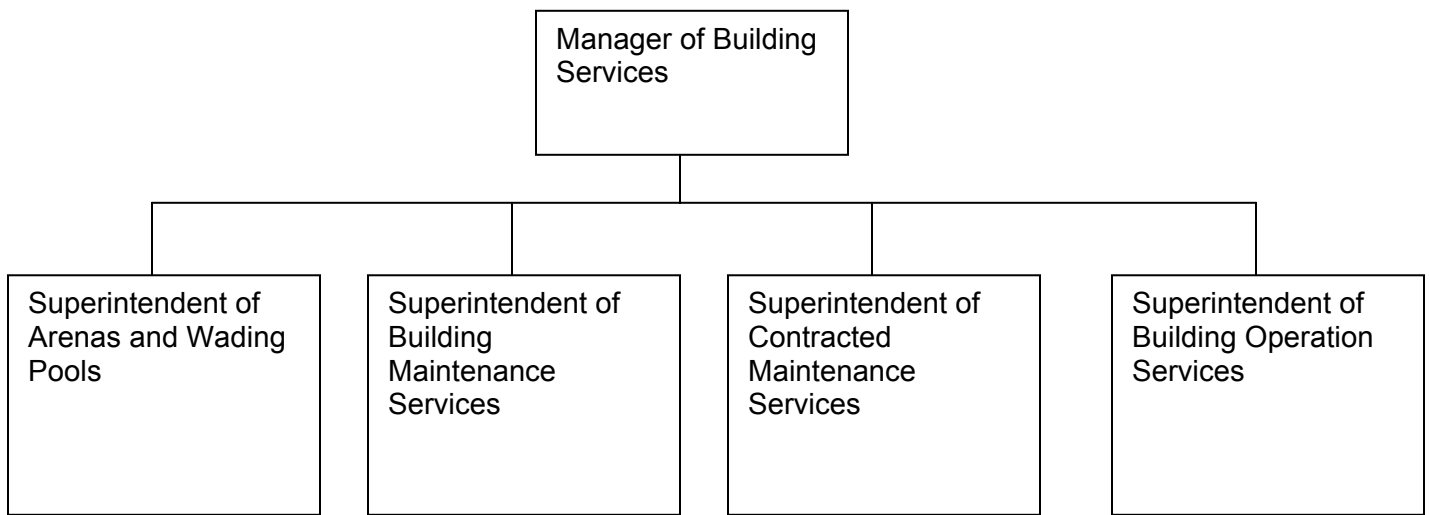 Manager of Building
Services
Superintendent of
Arenas and Wading
Pools
Superintendent of
Building
Maintenance
Services
Superintendent of
Contracted
Maintenance
Services
Superintendent of
Building Operation
Services